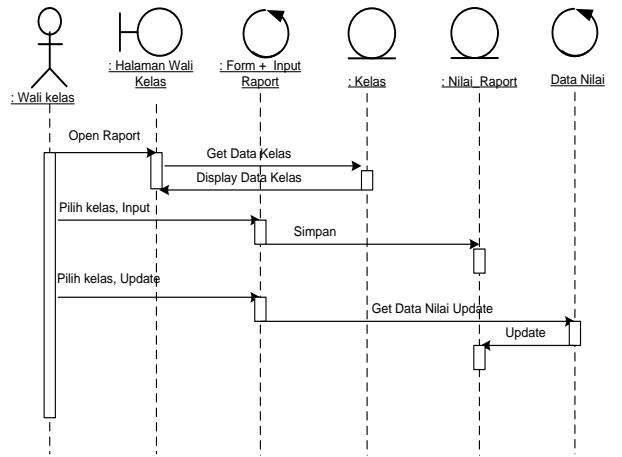 : Wali kelas
: Halaman Wali
Kelas
: Form + Input
Raport
: Kelas
: Nilai_Raport
Data Nilai
Open Raport
Get Data Kelas
Display Data Kelas
Pilih kelas, Input
Simpan
Pilih kelas, Update
Get Data Nilai Update
Update